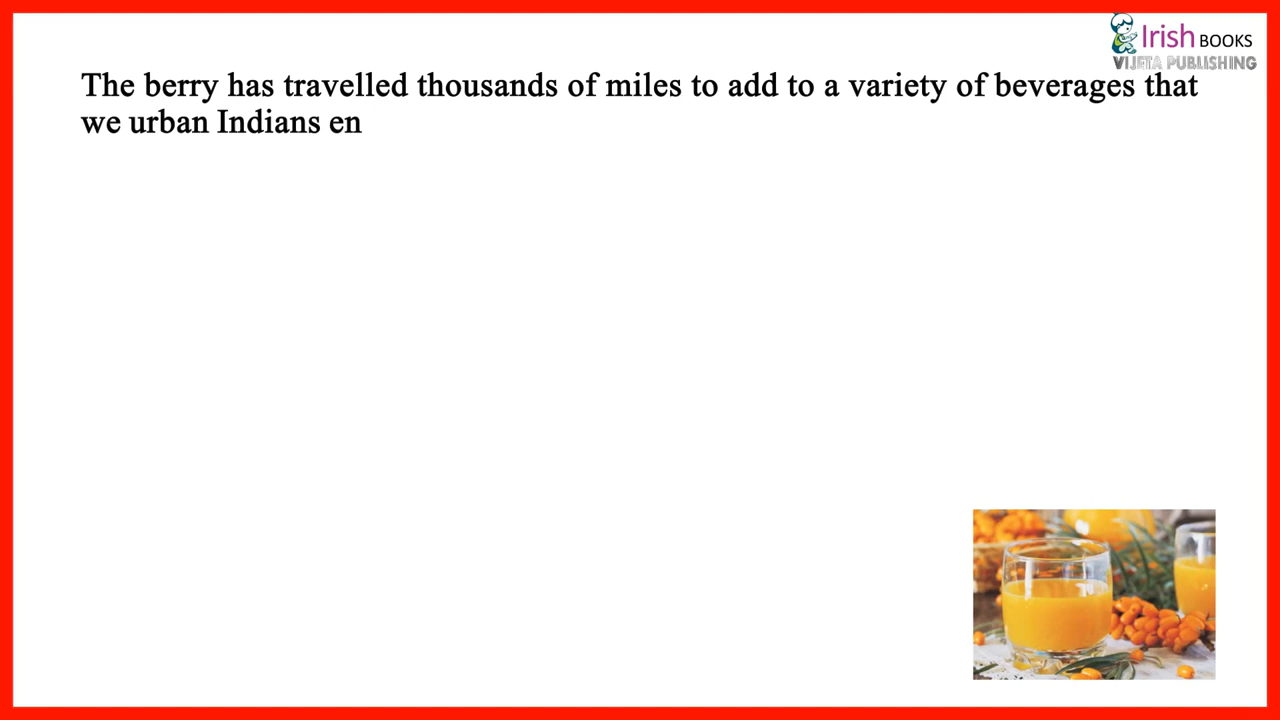 Irish BOOKS
VIJETA PUBLISHING
The berry has travelled thousands of miles to add to a variety of beverages that
we urban Indians en